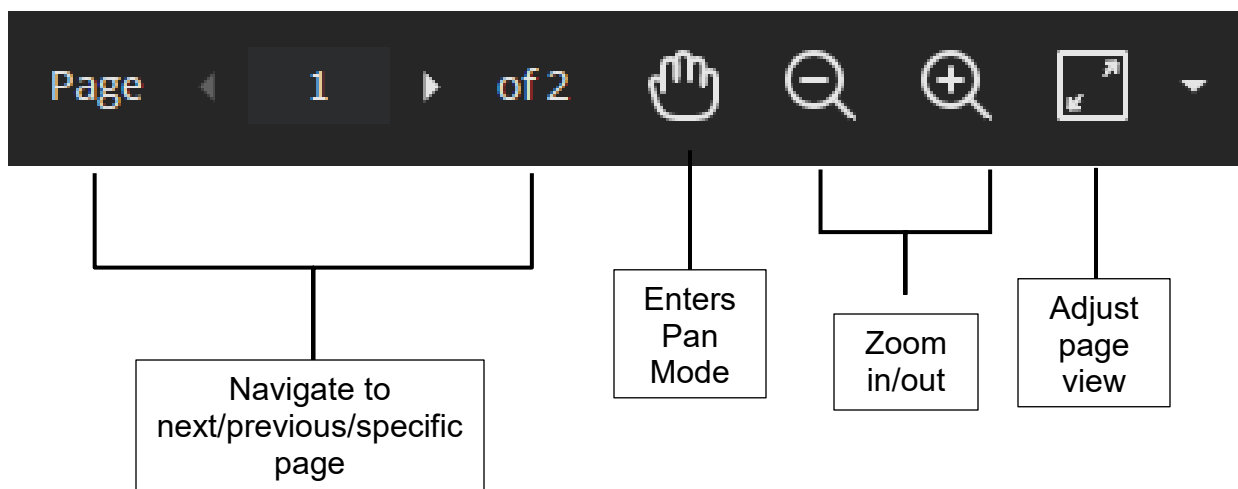 Page 1 of 2
Enters
Pan
Mode
Zoom
in/out
Adjust
page
view
Navigate to
next/previous/specific
page